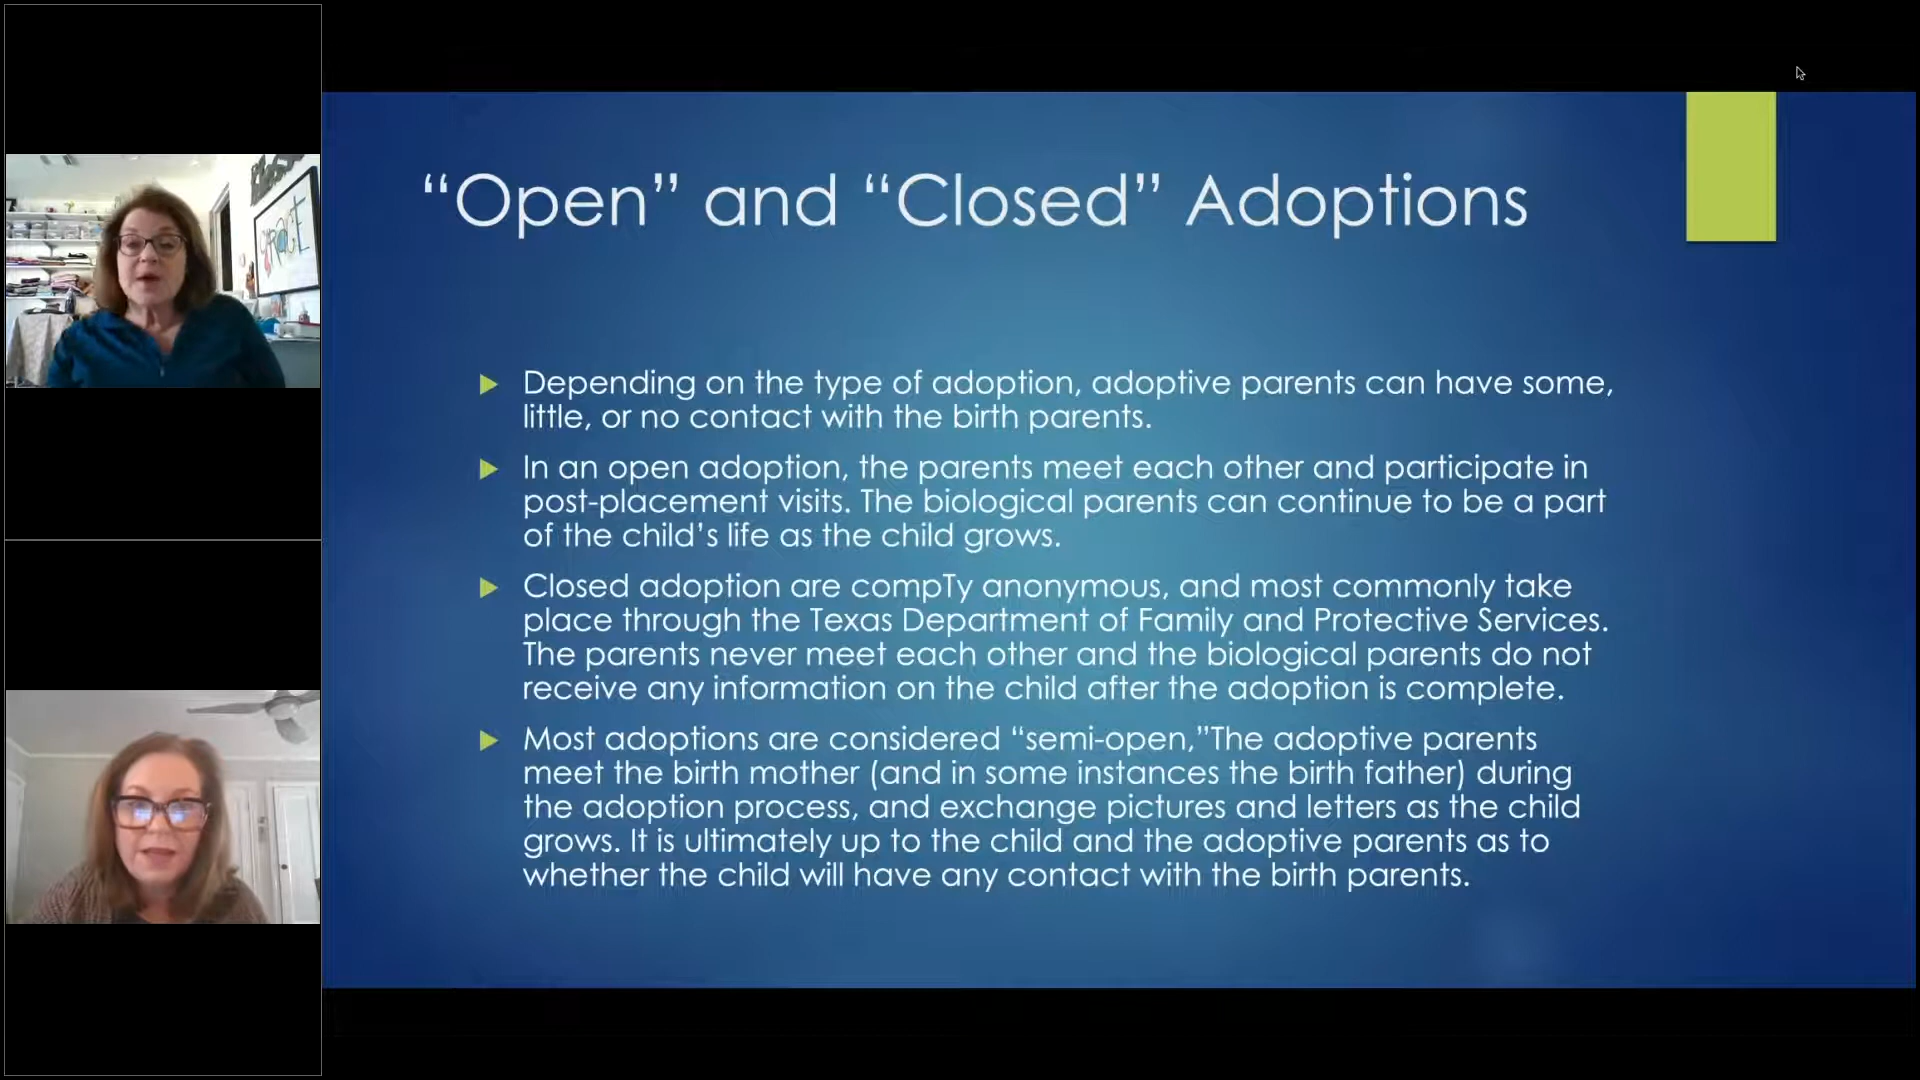 “Open” and “Closed” Adoptions
Depending on the type of adoption, adoptive parents can have some,
little, or no contact with the birth parents.
In an open adoption, the parents meet each other and participate in
post-placement visits. The biological parents can continue to be a part
of the child’s life as the child grows.
Closed adoption are compTy anonymous, and most commonly take
place through the Texas Department of Family and Protective Services.
The parents never meet each other and the biological parents do not
receive any information on the child after the adoption is complete.
Most adoptions are considered “semi-open,”The adoptive parents
meet the birth mother (and in some instances the birth father) during
the adoption process, and exchange pictures and letters as the child
grows. It is ultimately up to the child and the adoptive parents as to
whether the child will have any contact with the birth parents.